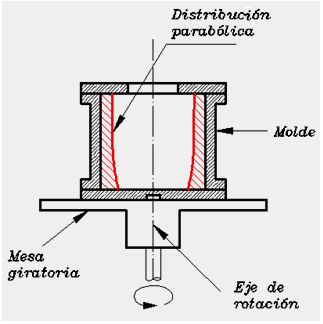 Distribución
parabólica
Molde
Mesa
giratoria
Eje de
rotación